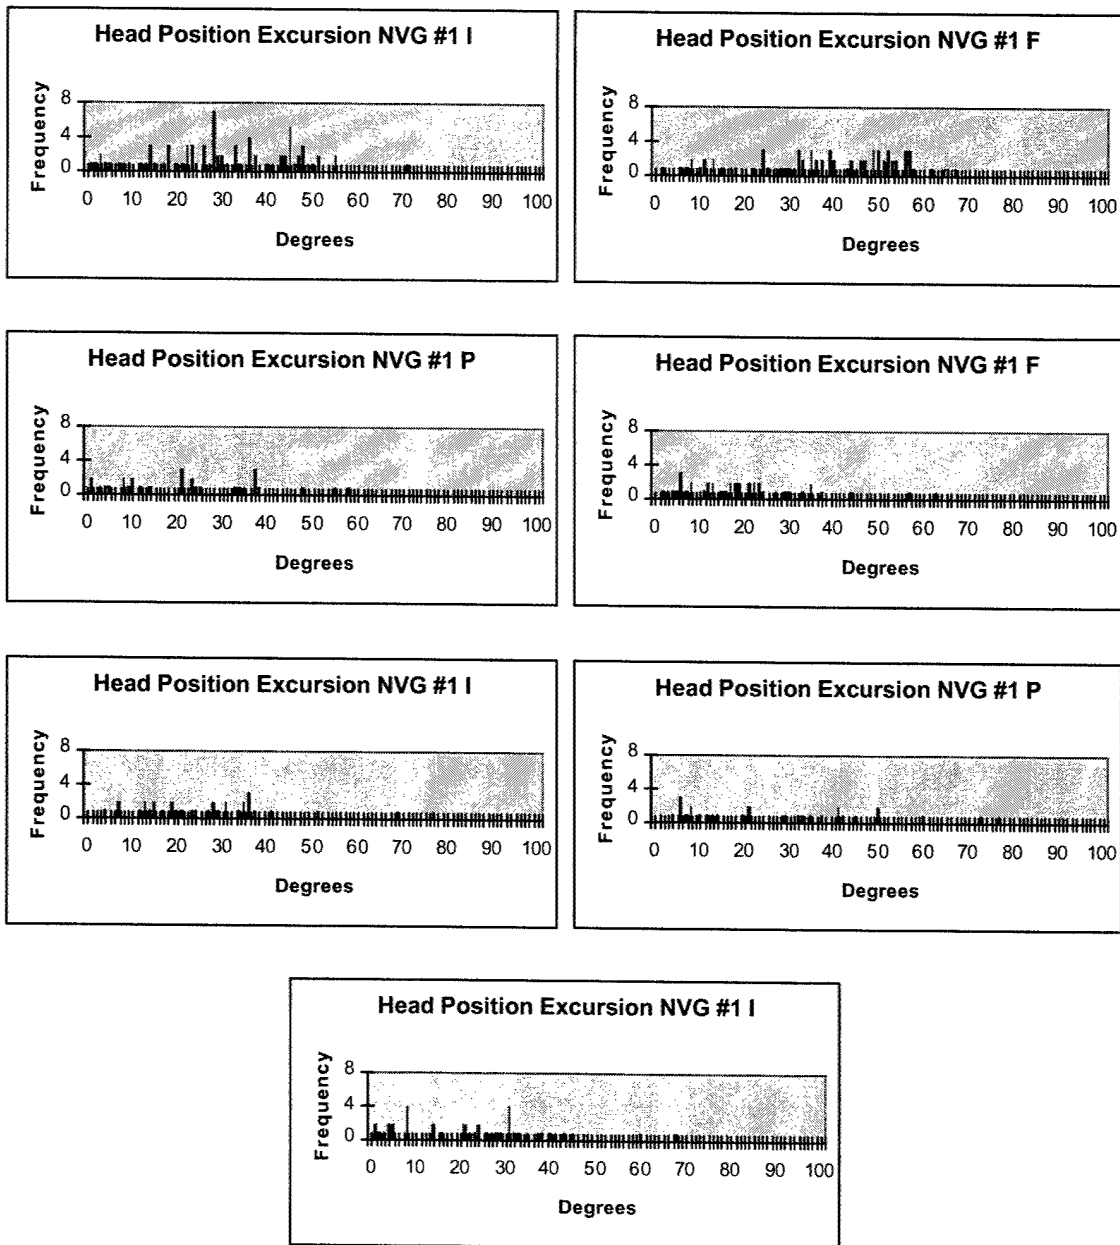 Head Position Excursion NVG #1 I
Frequency
8
4
0
0 10 20 30 40 50 60 70 80 90 100
Degrees
Head Position Excursion NVG #1 F
Frequency
8
4
0
0 10 20 30 40 50 60 70 80 90 100
Degrees
Head Position Excursion NVG #1 P
Frequency
8
4
0
0 10 20 30 40 50 60 70 80 90 100
Degrees
Head Position Excursion NVG #1 F
Frequency
8
4
0
0 10 20 30 40 50 60 70 80 90 100
Degrees
Head Position Excursion NVG #1 I
Frequency
8
4
0
0 10 20 30 40 50 60 70 80 90 100
Degrees
Head Position Excursion NVG #1 P
Frequency
8
4
0
0 10 20 30 40 50 60 70 80 90 100
Degrees
Head Position Excursion NVG #1 I
Frequency
8
4
0
0 10 20 30 40 50 60 70 80 90 100
Degrees